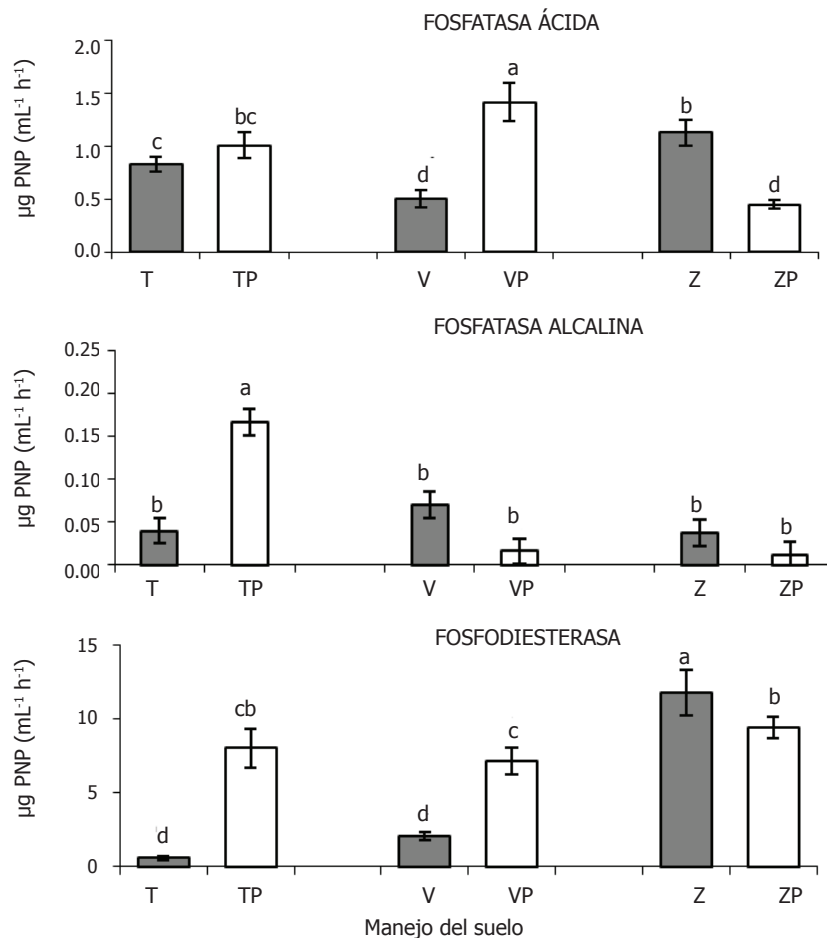 FOSFATASA ÁCIDA
µg PNP (mL⁻¹ h⁻¹)
2.0
1.5
1.0
0.5
0.0
c
bc
d
a
b
d
T TP V VP Z ZP
FOSFATASA ALCALINA
µg PNP (mL⁻¹ h⁻¹)
0.25
0.20
0.15
0.10
0.05
0.00
b
a
b
b
b
b
T TP V VP Z ZP
FOSFODIESTERASA
µg PNP (mL⁻¹ h⁻¹)
15
10
5
0
d
cb
d
c
a
b
T TP V VP Z ZP
Manejo del suelo